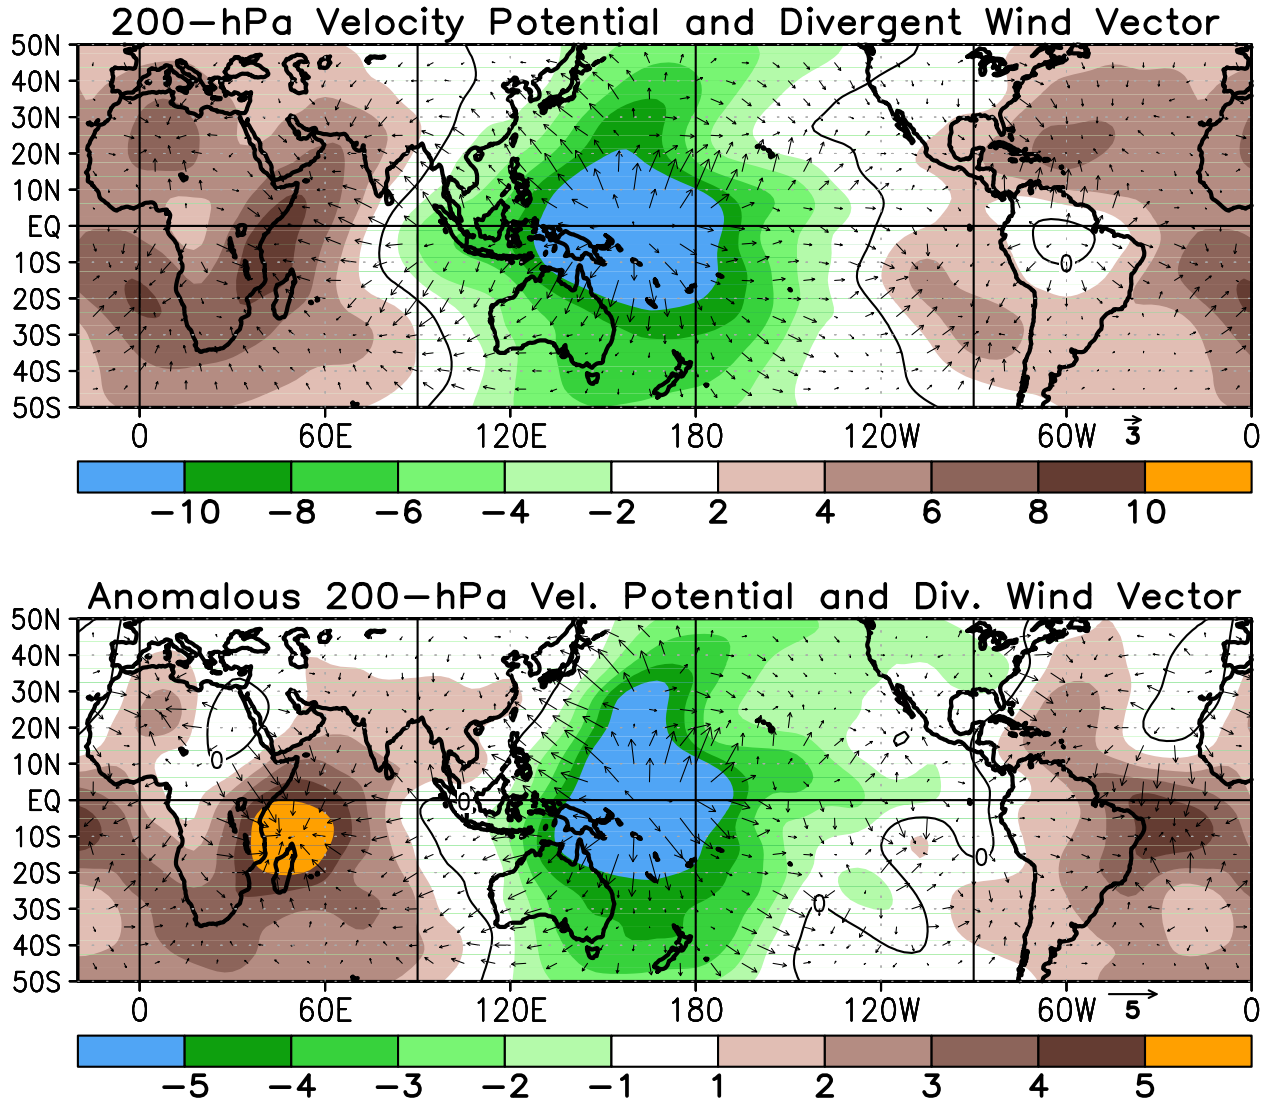 200-hPa Velocity Potential and Divergent Wind Vector
50N
40N
30N
20N
10N
EQ
10S
20S
30S
40S
50S
0
0 60E 120E 180 120W 60W 3 0
-10 -8 -6 -4 -2 2 4 6 8 10
Anomalous 200-hPa Vel. Potential and Div. Wind Vector
50N
40N
30N
20N
10N
EQ
10S
20S
30S
40S
50S
0
0
0
0
0 60E 120E 180 120W 60W 5 0
-5 -4 -3 -2 -1 1 2 3 4 5